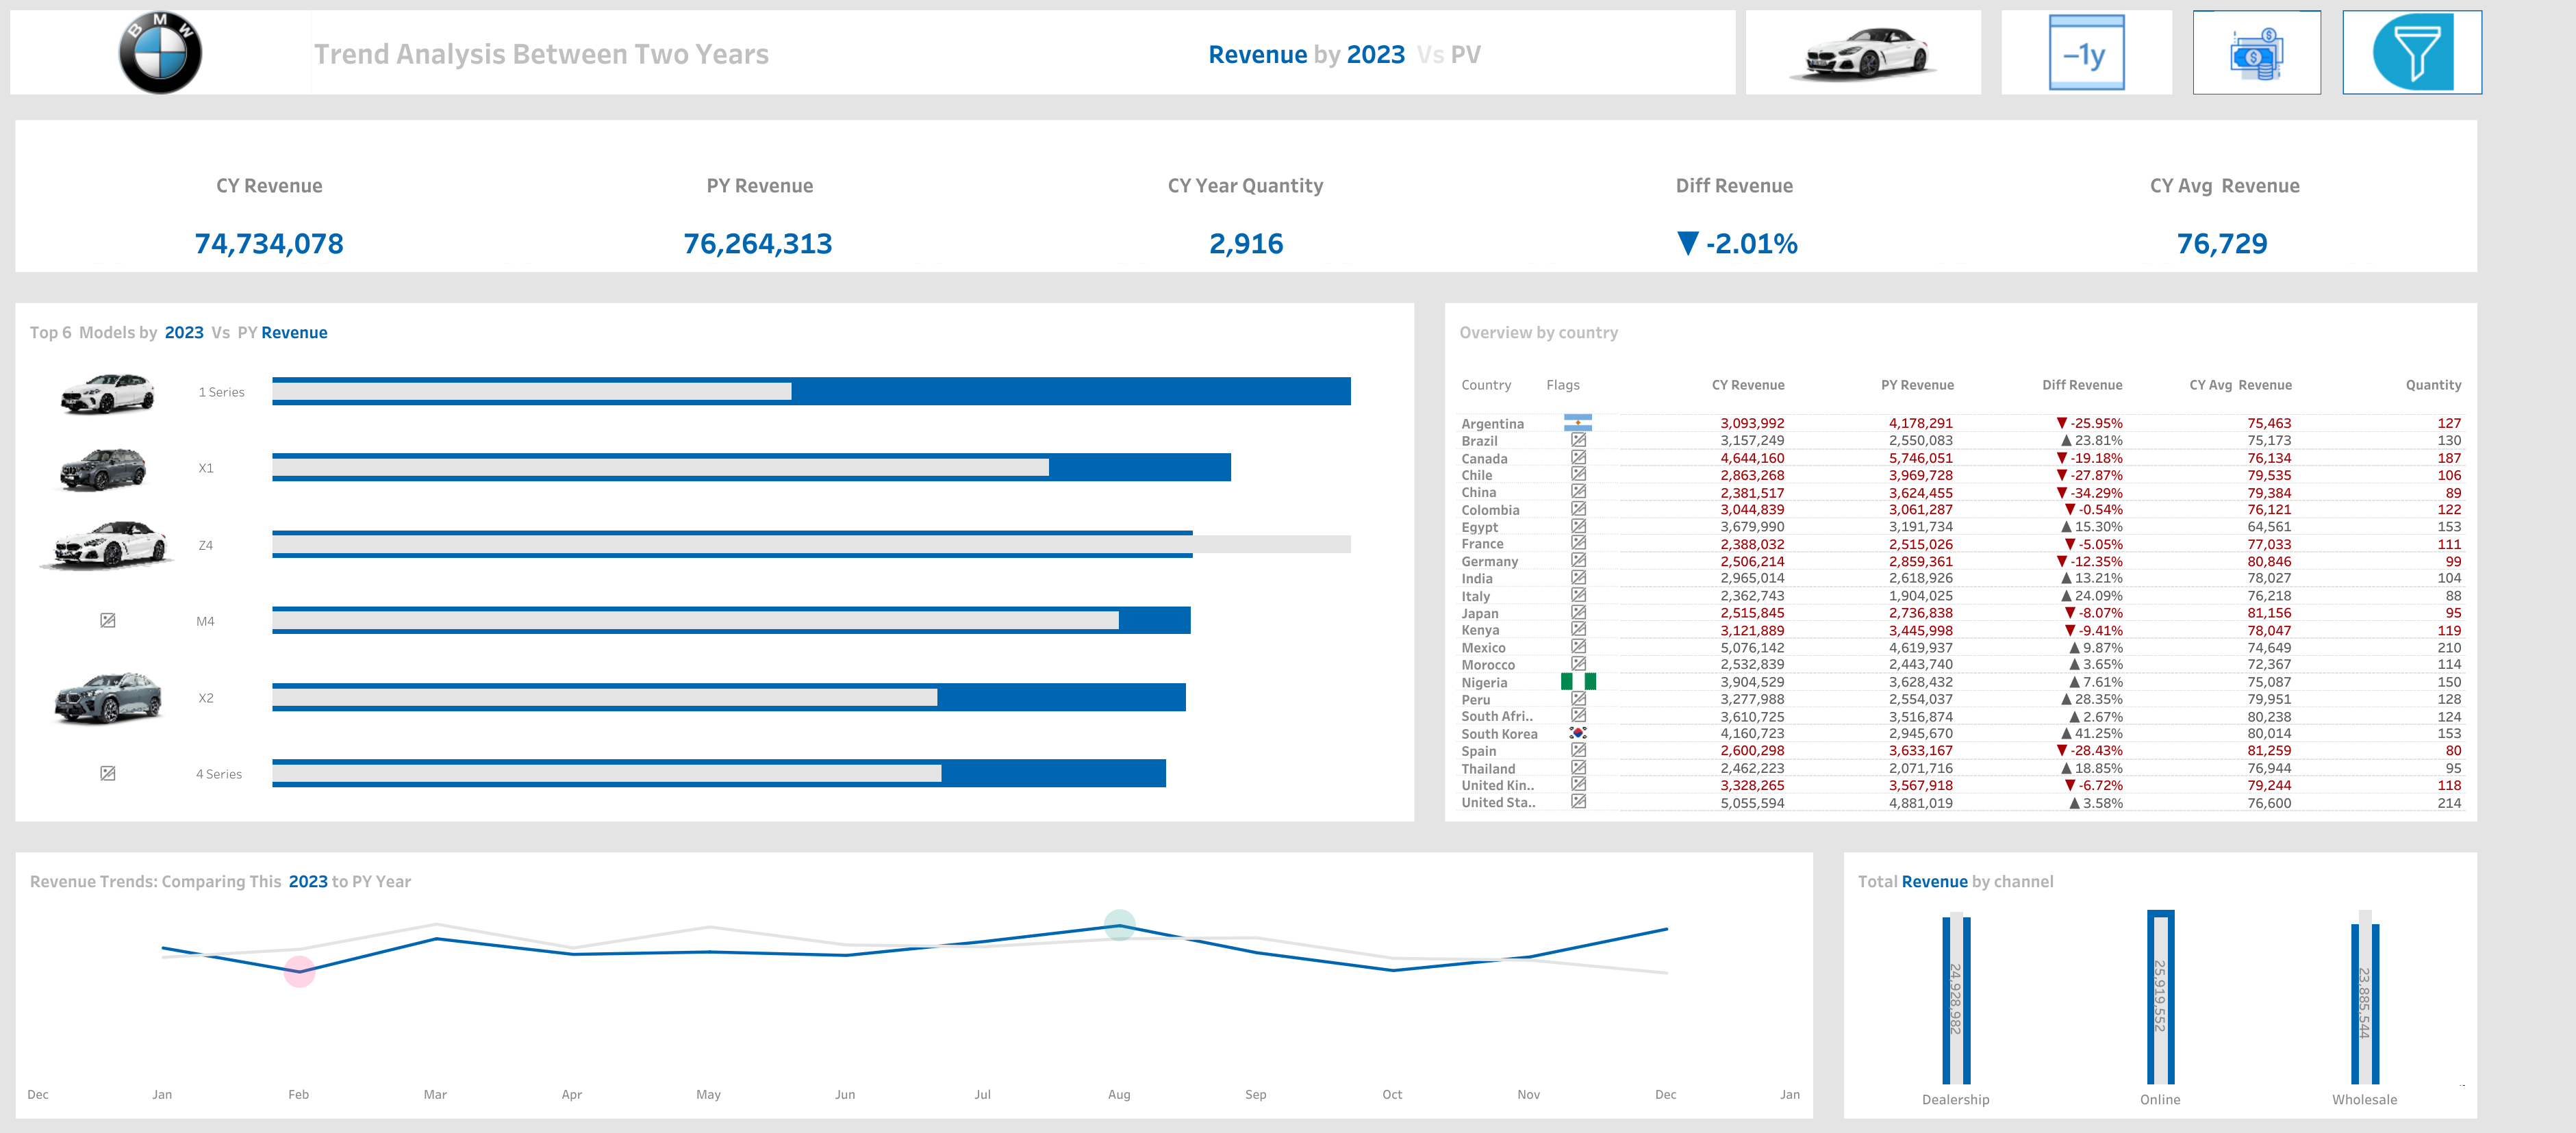 BMW
Trend Analysis Between Two Years
Revenue by 2023 Vs PV
–1y
CY Revenue
74,734,078
PY Revenue
76,264,313
CY Year Quantity
2,916
Diff Revenue
▼ -2.01%
CY Avg Revenue
76,729
Top 6 Models by 2023 Vs PY Revenue
1 Series
X1
Z4
M4
X2
4 Series
Overview by country
Country Flags CY Revenue PY Revenue Diff Revenue CY Avg Revenue Quantity
Argentina 3,093,992 4,178,291 ▼ -25.95% 75,463 127
Brazil 3,157,249 2,550,083 ▲ 23.81% 75,173 130
Canada 4,644,160 5,746,051 ▼ -19.18% 76,134 187
Chile 2,863,268 3,969,728 ▼ -27.87% 79,535 106
China 2,381,517 3,624,455 ▼ -34.29% 79,384 89
Colombia 3,044,839 3,061,287 ▼ -0.54% 76,121 122
Egypt 3,679,990 3,191,734 ▲ 15.30% 64,561 153
France 2,388,032 2,515,026 ▼ -5.05% 77,033 111
Germany 2,506,214 2,859,361 ▼ -12.35% 80,846 99
India 2,965,014 2,618,926 ▲ 13.21% 78,027 104
Italy 2,362,743 1,904,025 ▲ 24.09% 76,218 88
Japan 2,515,845 2,736,838 ▼ -8.07% 81,156 95
Kenya 3,121,889 3,445,998 ▼ -9.41% 78,047 119
Mexico 5,076,142 4,619,937 ▲ 9.87% 74,649 210
Morocco 2,532,839 2,443,740 ▲ 3.65% 72,367 114
Nigeria 3,904,529 3,628,432 ▲ 7.61% 75,087 150
Peru 3,277,988 2,554,037 ▲ 28.35% 79,951 128
South Afri.. 3,610,725 3,516,874 ▲ 2.67% 80,238 124
South Korea 4,160,723 2,945,670 ▲ 41.25% 80,014 153
Spain 2,600,298 3,633,167 ▼ -28.43% 81,259 80
Thailand 2,462,223 2,071,716 ▲ 18.85% 76,944 95
United Kin.. 3,328,265 3,567,918 ▼ -6.72% 79,244 118
United Sta.. 5,055,594 4,881,019 ▲ 3.58% 76,600 214
Revenue Trends: Comparing This 2023 to PY Year
Dec Jan Feb Mar Apr May Jun Jul Aug Sep Oct Nov Dec Jan
Total Revenue by channel
24,928,982
25,919,552
23,885,544
Dealership Online Wholesale